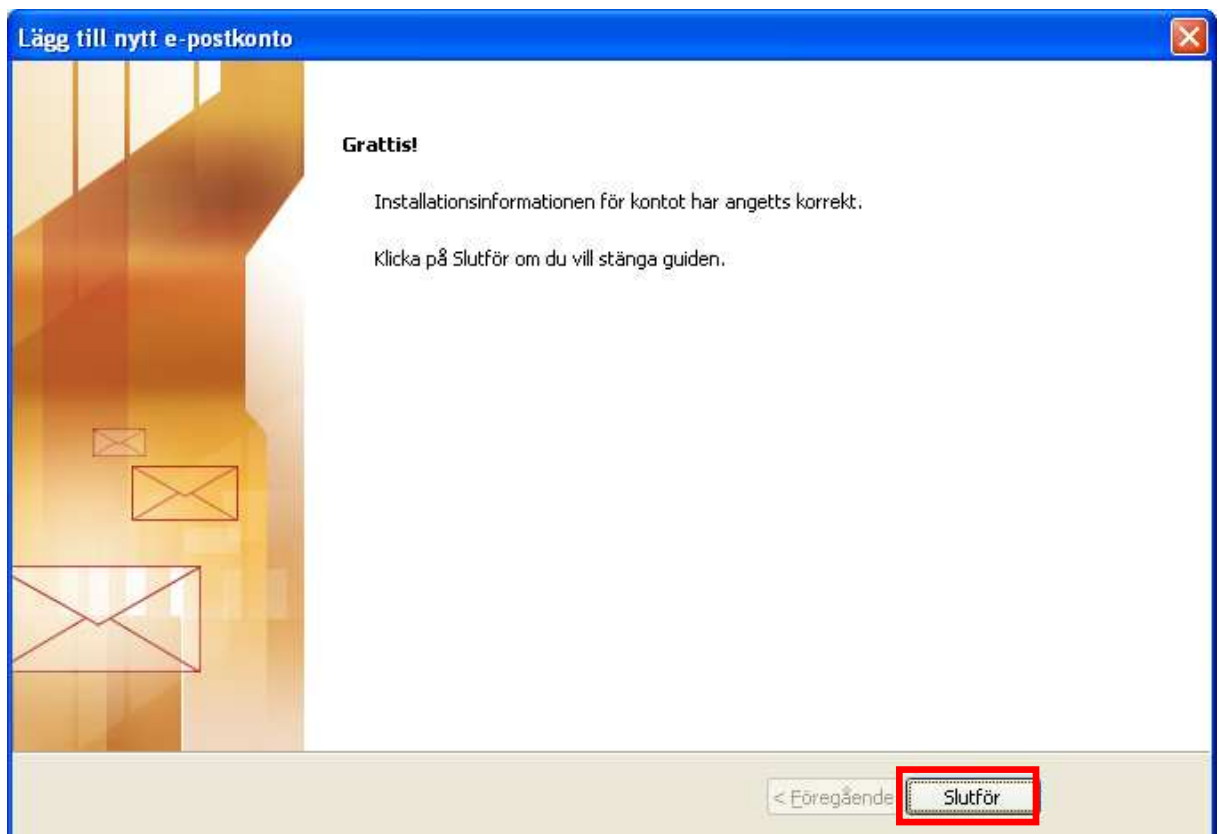 Lägg till nytt e-postkonto
Grattis!
Installationsinformationen för kontot har angetts korrekt.
Klicka på Slutför om du vill stänga guiden.
< Föregående
Slutför